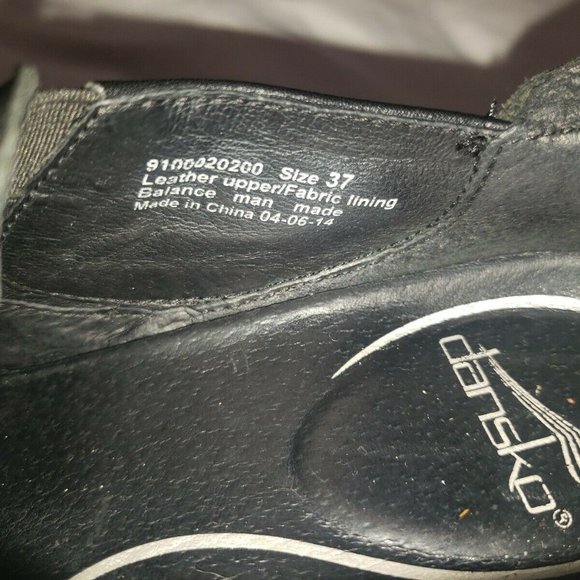 9100020200 Size 37
Leather upper/Fabric lining
Balance man made
Made in China 04-06-14
dansko®